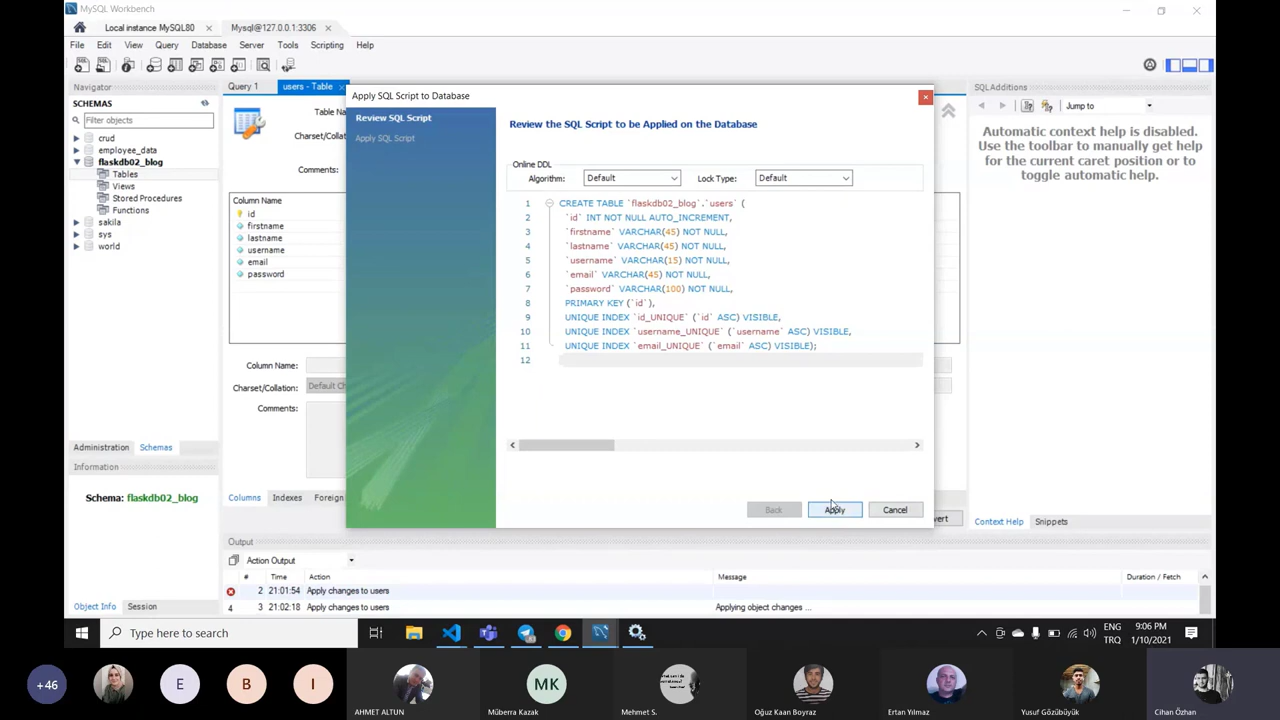 MySQL Workbench
Local instance MySQL80
Mysql@127.0.0.1:3306
File Edit View Query Database Server Tools Scripting Help
Navigator
SCHEMAS
Filter objects
crud
employee_data
flaskdb02_blog
Tables
Views
Stored Procedures
Functions
sakila
sys
world
Administration Schemas
Information
Schema: flaskdb02_blog
Object Info Session
Query 1 users - Table
Table Na
Charset/Collat
Comments:
Column Name
id
firstname
lastname
username
email
password
Column Name:
Charset/Collation: Default Ch
Comments:
Columns Indexes Foreign
vert
Apply SQL Script to Database
Review SQL Script
Apply SQL Script
Review the SQL Script to be Applied on the Database
Online DDL
Algorithm: Default Lock Type: Default
1 CREATE TABLE `flaskdb02_blog`.`users` (
2 `id` INT NOT NULL AUTO_INCREMENT,
3 `firstname` VARCHAR(45) NOT NULL,
4 `lastname` VARCHAR(45) NOT NULL,
5 `username` VARCHAR(15) NOT NULL,
6 `email` VARCHAR(45) NOT NULL,
7 `password` VARCHAR(100) NOT NULL,
8 PRIMARY KEY (`id`),
9 UNIQUE INDEX `id_UNIQUE` (`id` ASC) VISIBLE,
10 UNIQUE INDEX `username_UNIQUE` (`username` ASC) VISIBLE,
11 UNIQUE INDEX `email_UNIQUE` (`email` ASC) VISIBLE);
12
Back Apply Cancel
SQLAdditions
Jump to
Automatic context help is disabled.
Use the toolbar to manually get help
for the current caret position or to
toggle automatic help.
Context Help Snippets
Output
Action Output
# Time Action Message Duration / Fetch
2 21:01:54 Apply changes to users
4 3 21:02:18 Apply changes to users Applying object changes ...
Type here to search
ENG
TRQ
9:06 PM
1/10/2021
+46
E
B
I
AHMET ALTUN
MK
Müberra Kazak
Mehmet S.
Oğuz Kaan Boyraz
Ertan Yılmaz
Yusuf Gözübüyük
Cihan Özhan